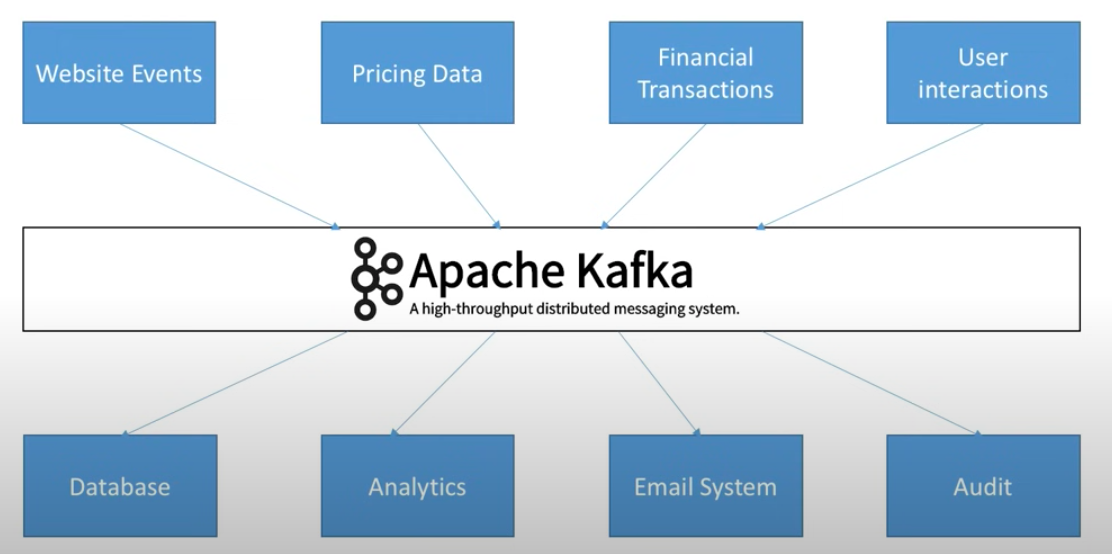 Website Events
Pricing Data
Financial
Transactions
User
interactions
Apache Kafka
A high-throughput distributed messaging system.
Database
Analytics
Email System
Audit